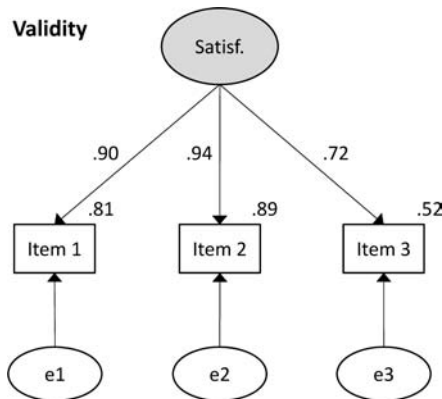 Validity
Satisf.
.90
.94
.72
.81
.89
.52
Item 1
Item 2
Item 3
e1
e2
e3